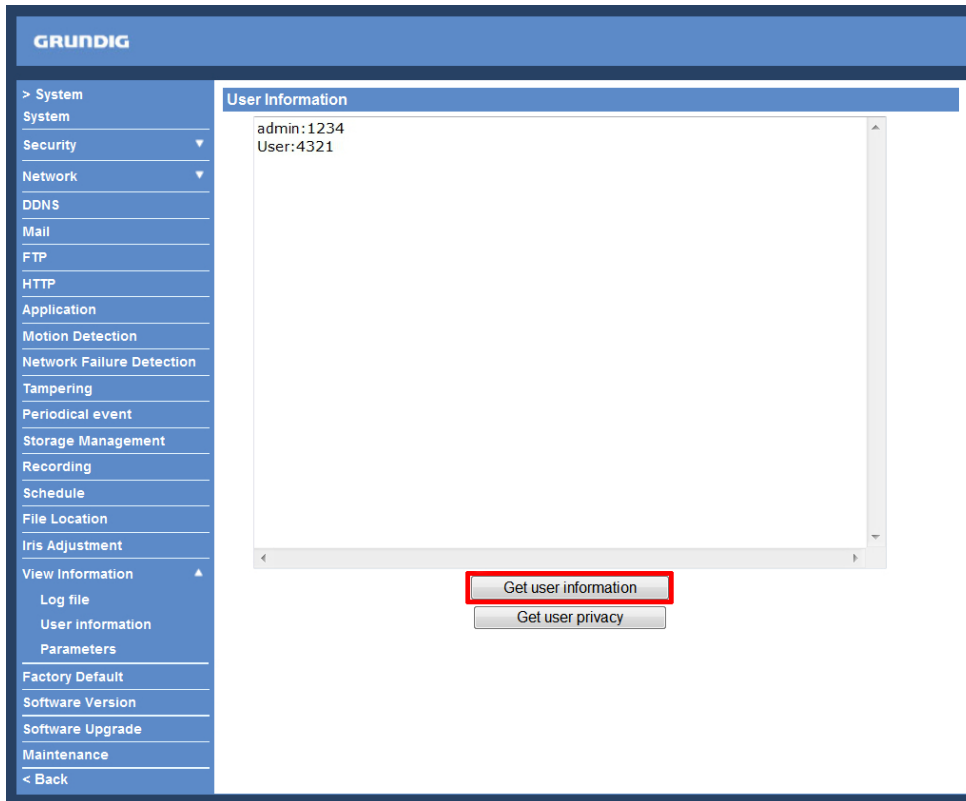 GRUNDIG
> System
System
Security
Network
DDNS
Mail
FTP
HTTP
Application
Motion Detection
Network Failure Detection
Tampering
Periodical event
Storage Management
Recording
Schedule
File Location
Iris Adjustment
View Information
Log file
User information
Parameters
Factory Default
Software Version
Software Upgrade
Maintenance
< Back
User Information
admin:1234
User:4321
Get user information
Get user privacy